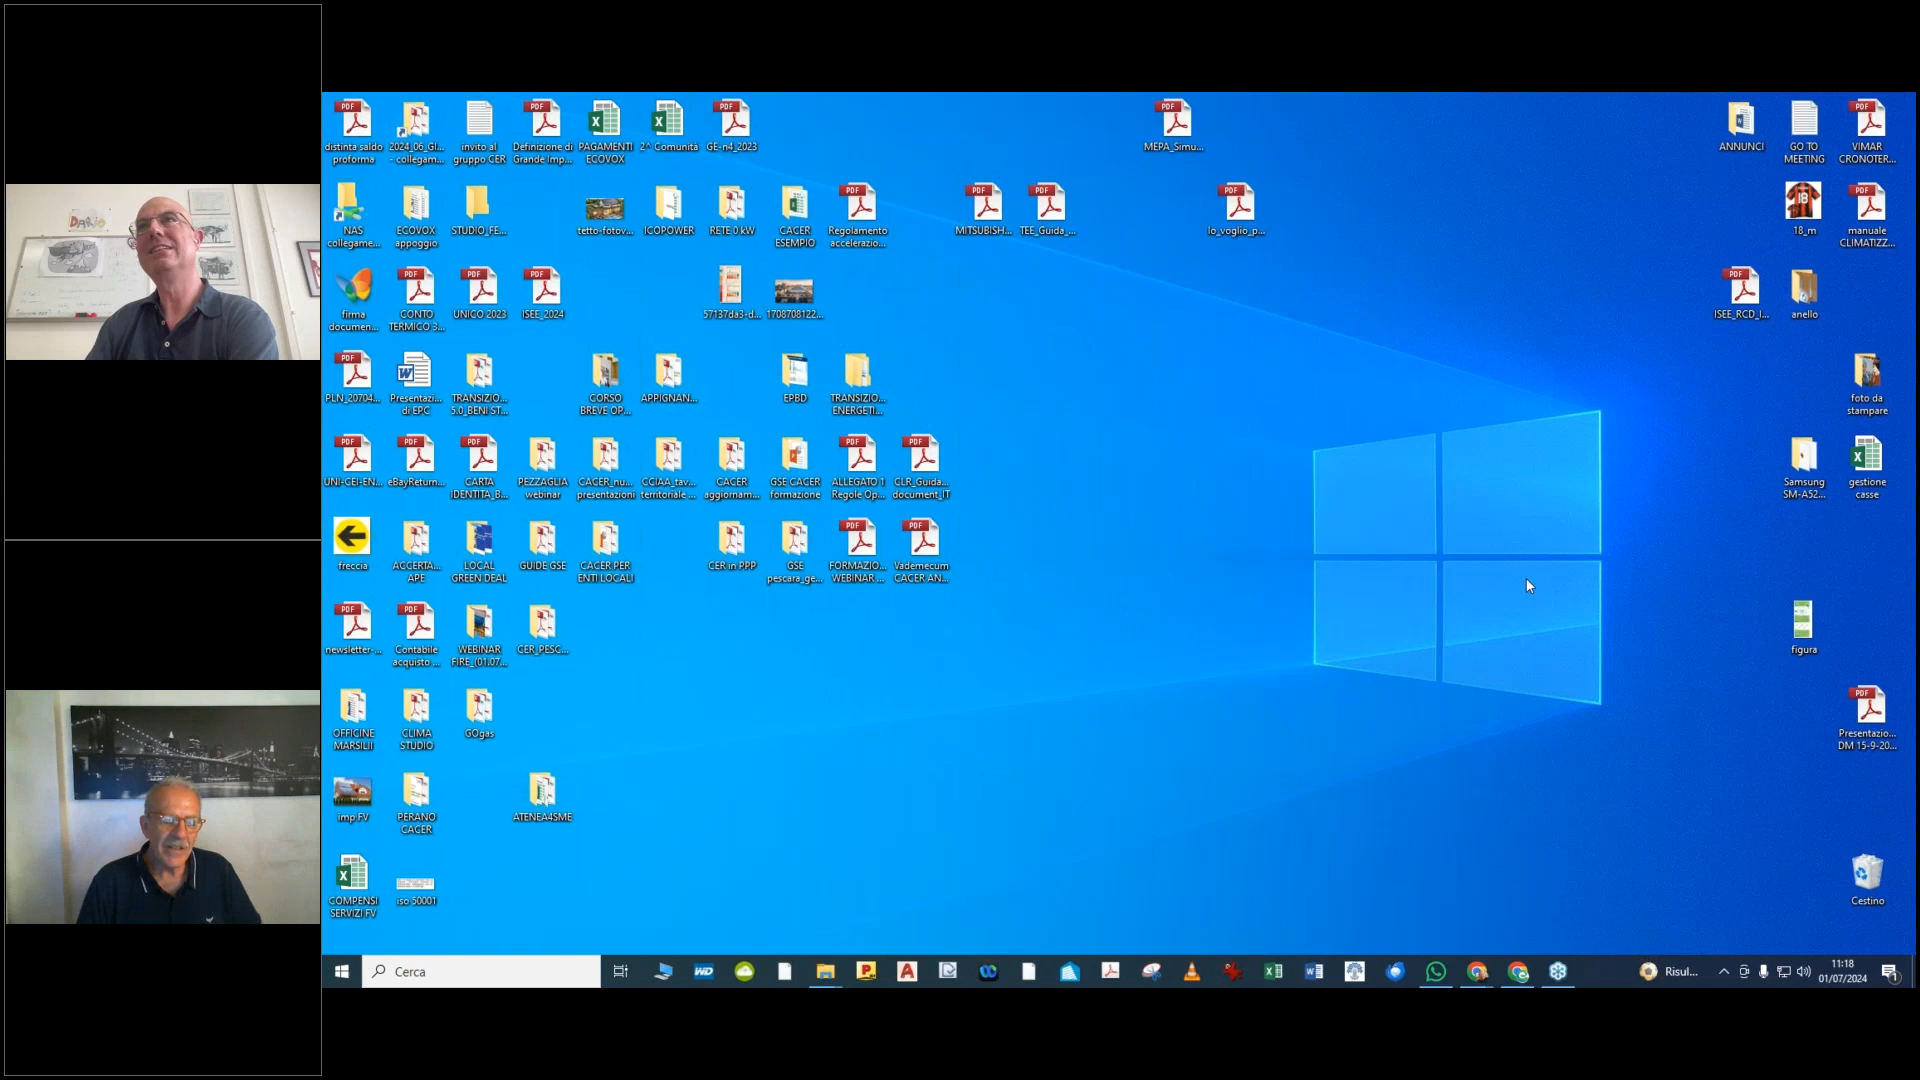 DARIO
distinta saldo
proforma
2024_06_GI...
- collegam...
invito al
gruppo CER
Definizione di
Grande Imp...
PAGAMENTI
ECOVOX
2^ Comunità
GE-n4_2023
MEPA_Simu...
ANNUNCI
GO TO
MEETING
VIMAR
CRONOTER...
NAS
collegame...
ECOVOX
appoggio
STUDIO_FE...
tetto-fotov...
ICOPOWER
RETE 0 kW
CACER
ESEMPIO
Regolamento
accelerazio...
MITSUBISH...
TEE_Guida_...
Io_voglio_p...
18
18_m
manuale
CLIMATIZZ...
firma
documen...
CONTO
TERMICO 3...
UNICO 2023
ISEE_2024
57137da3-d...
1708708122...
ISEE_RCD_I...
anello
PLN_20704...
Presentazi...
di EPC
TRANSIZIO...
5.0_BENI ST...
CORSO
BREVE OP...
APPIGNAN...
EPBD
TRANSIZIO...
ENERGETI...
foto da
stampare
UNI-CEI-EN...
eBayReturn...
CARTA
IDENTITA_B...
PEZZAGLIA
webinar
CACER_nu...
presentazioni
CCIAA_tav...
territoriale ...
CACER
aggiornam...
GSE CACER
formazione
ALLEGATO 1
Regole Op...
CLR_Guida...
document_IT
Samsung
SM-A52...
gestione
casse
freccia
ACCERTA...
APE
LOCAL
GREEN DEAL
GUIDE GSE
CACER PER
ENTI LOCALI
CER in PPP
GSE
pescara_ge...
FORMAZIO...
WEBINAR ...
Vademecum
CACER AN...
newsletter-...
Contabile
acquisto ...
WEBINAR
FIRE_(01.07...
CER_PESC...
figura
OFFICINE
MARSILII
CLIMA
STUDIO
GOgas
Presentazio...
DM 15-9-20...
imp FV
PERANO
CACER
ATENEA4SME
COMPENSI
SERVIZI FV
iso 50001
Cestino
Cerca
Risul...
11:18
01/07/2024
1